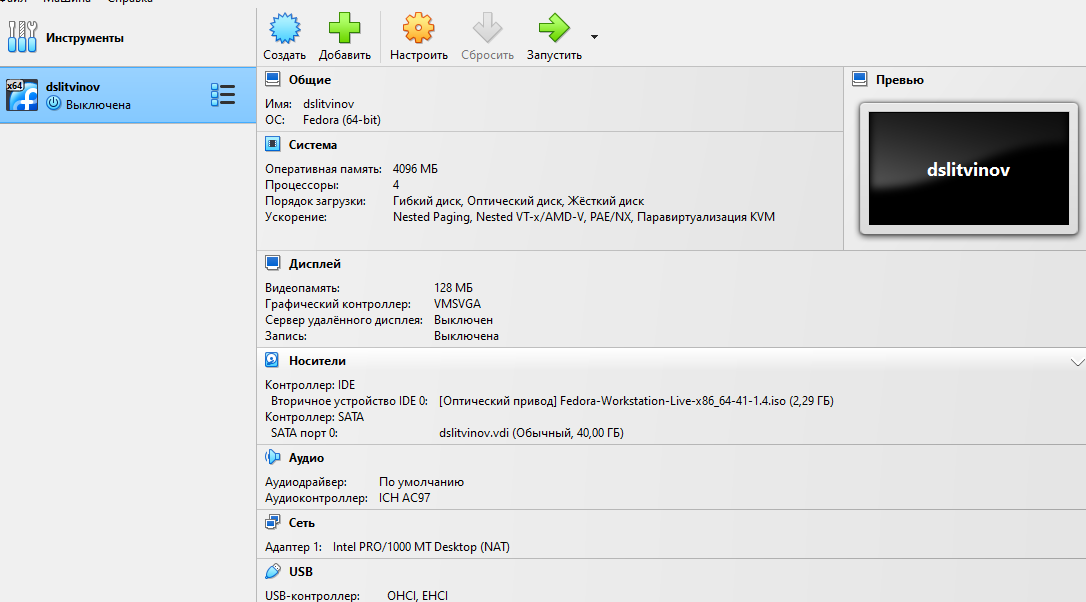 Файл Машина Справка
Инструменты
Создать Добавить Настроить Сбросить Запустить
x64
dslitvinov
Выключена
Общие
Имя: dslitvinov
ОС: Fedora (64-bit)
Превью
dslitvinov
Система
Оперативная память: 4096 МБ
Процессоры: 4
Порядок загрузки: Гибкий диск, Оптический диск, Жёсткий диск
Ускорение: Nested Paging, Nested VT-x/AMD-V, PAE/NX, Паравиртуализация KVM
Дисплей
Видеопамять: 128 МБ
Графический контроллер: VMSVGA
Сервер удалённого дисплея: Выключен
Запись: Выключена
Носители
Контроллер: IDE
Вторичное устройство IDE 0: [Оптический привод] Fedora-Workstation-Live-x86_64-41-1.4.iso (2,29 ГБ)
Контроллер: SATA
SATA порт 0: dslitvinov.vdi (Обычный, 40,00 ГБ)
Аудио
Аудиодрайвер: По умолчанию
Аудиоконтроллер: ICH AC97
Сеть
Адаптер 1: Intel PRO/1000 MT Desktop (NAT)
USB
USB-контроллер: OHCI, EHCI